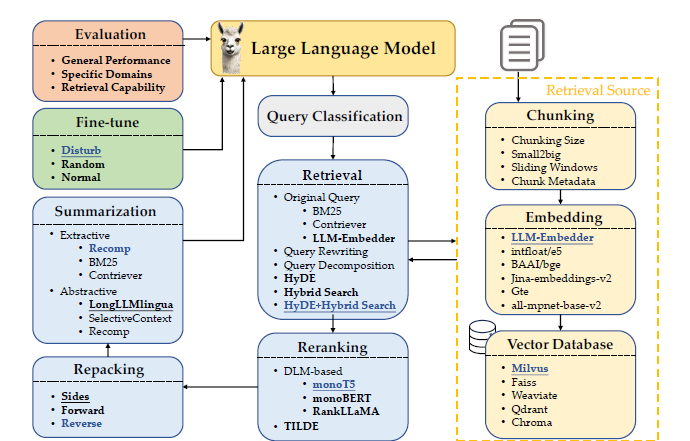 Evaluation
General Performance
Specific Domains
Retrieval Capability
Large Language Model
Fine-tune
Disturb
Random
Normal
Query Classification
Summarization
Extractive
Recomp
BM25
Contriever
Abstractive
LongLLMlingua
SelectiveContext
Recomp
Retrieval
Original Query
BM25
Contriever
LLM-Embedder
Query Rewriting
Query Decomposition
HyDE
Hybrid Search
HyDE+Hybrid Search
Repacking
Sides
Forward
Reverse
Reranking
DLM-based
monoT5
monoBERT
RankLLaMA
TILDE
Retrieval Source
Chunking
Chunking Size
Small2big
Sliding Windows
Chunk Metadata
Embedding
LLM-Embedder
intfloat/e5
BAAI/bge
Jina-embeddings-v2
Gte
all-mpnet-base-v2
Vector Database
Milvus
Faiss
Weaviate
Qdrant
Chroma